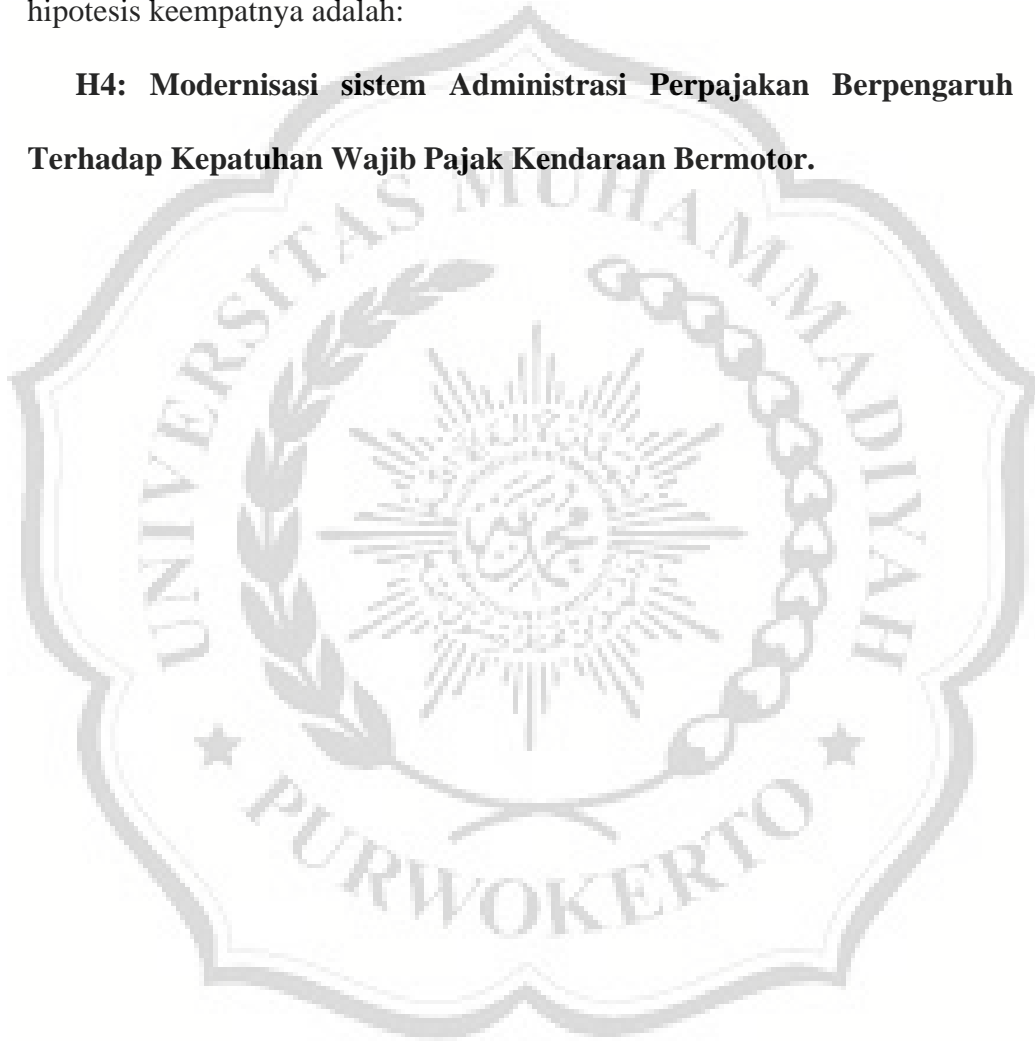 hipotesis keempatnya adalah:
H4: Modernisasi sistem Administrasi Perpajakan Berpengaruh
Terhadap Kepatuhan Wajib Pajak Kendaraan Bermotor.
UNIVERSITAS MUHAMMADIYAH
PURWOKERTO